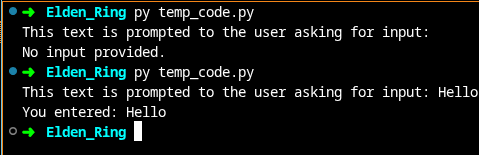 ➜ Elden_Ring py temp_code.py
This text is prompted to the user asking for input:
No input provided.
➜ Elden_Ring py temp_code.py
This text is prompted to the user asking for input: Hello
You entered: Hello
➜ Elden_Ring